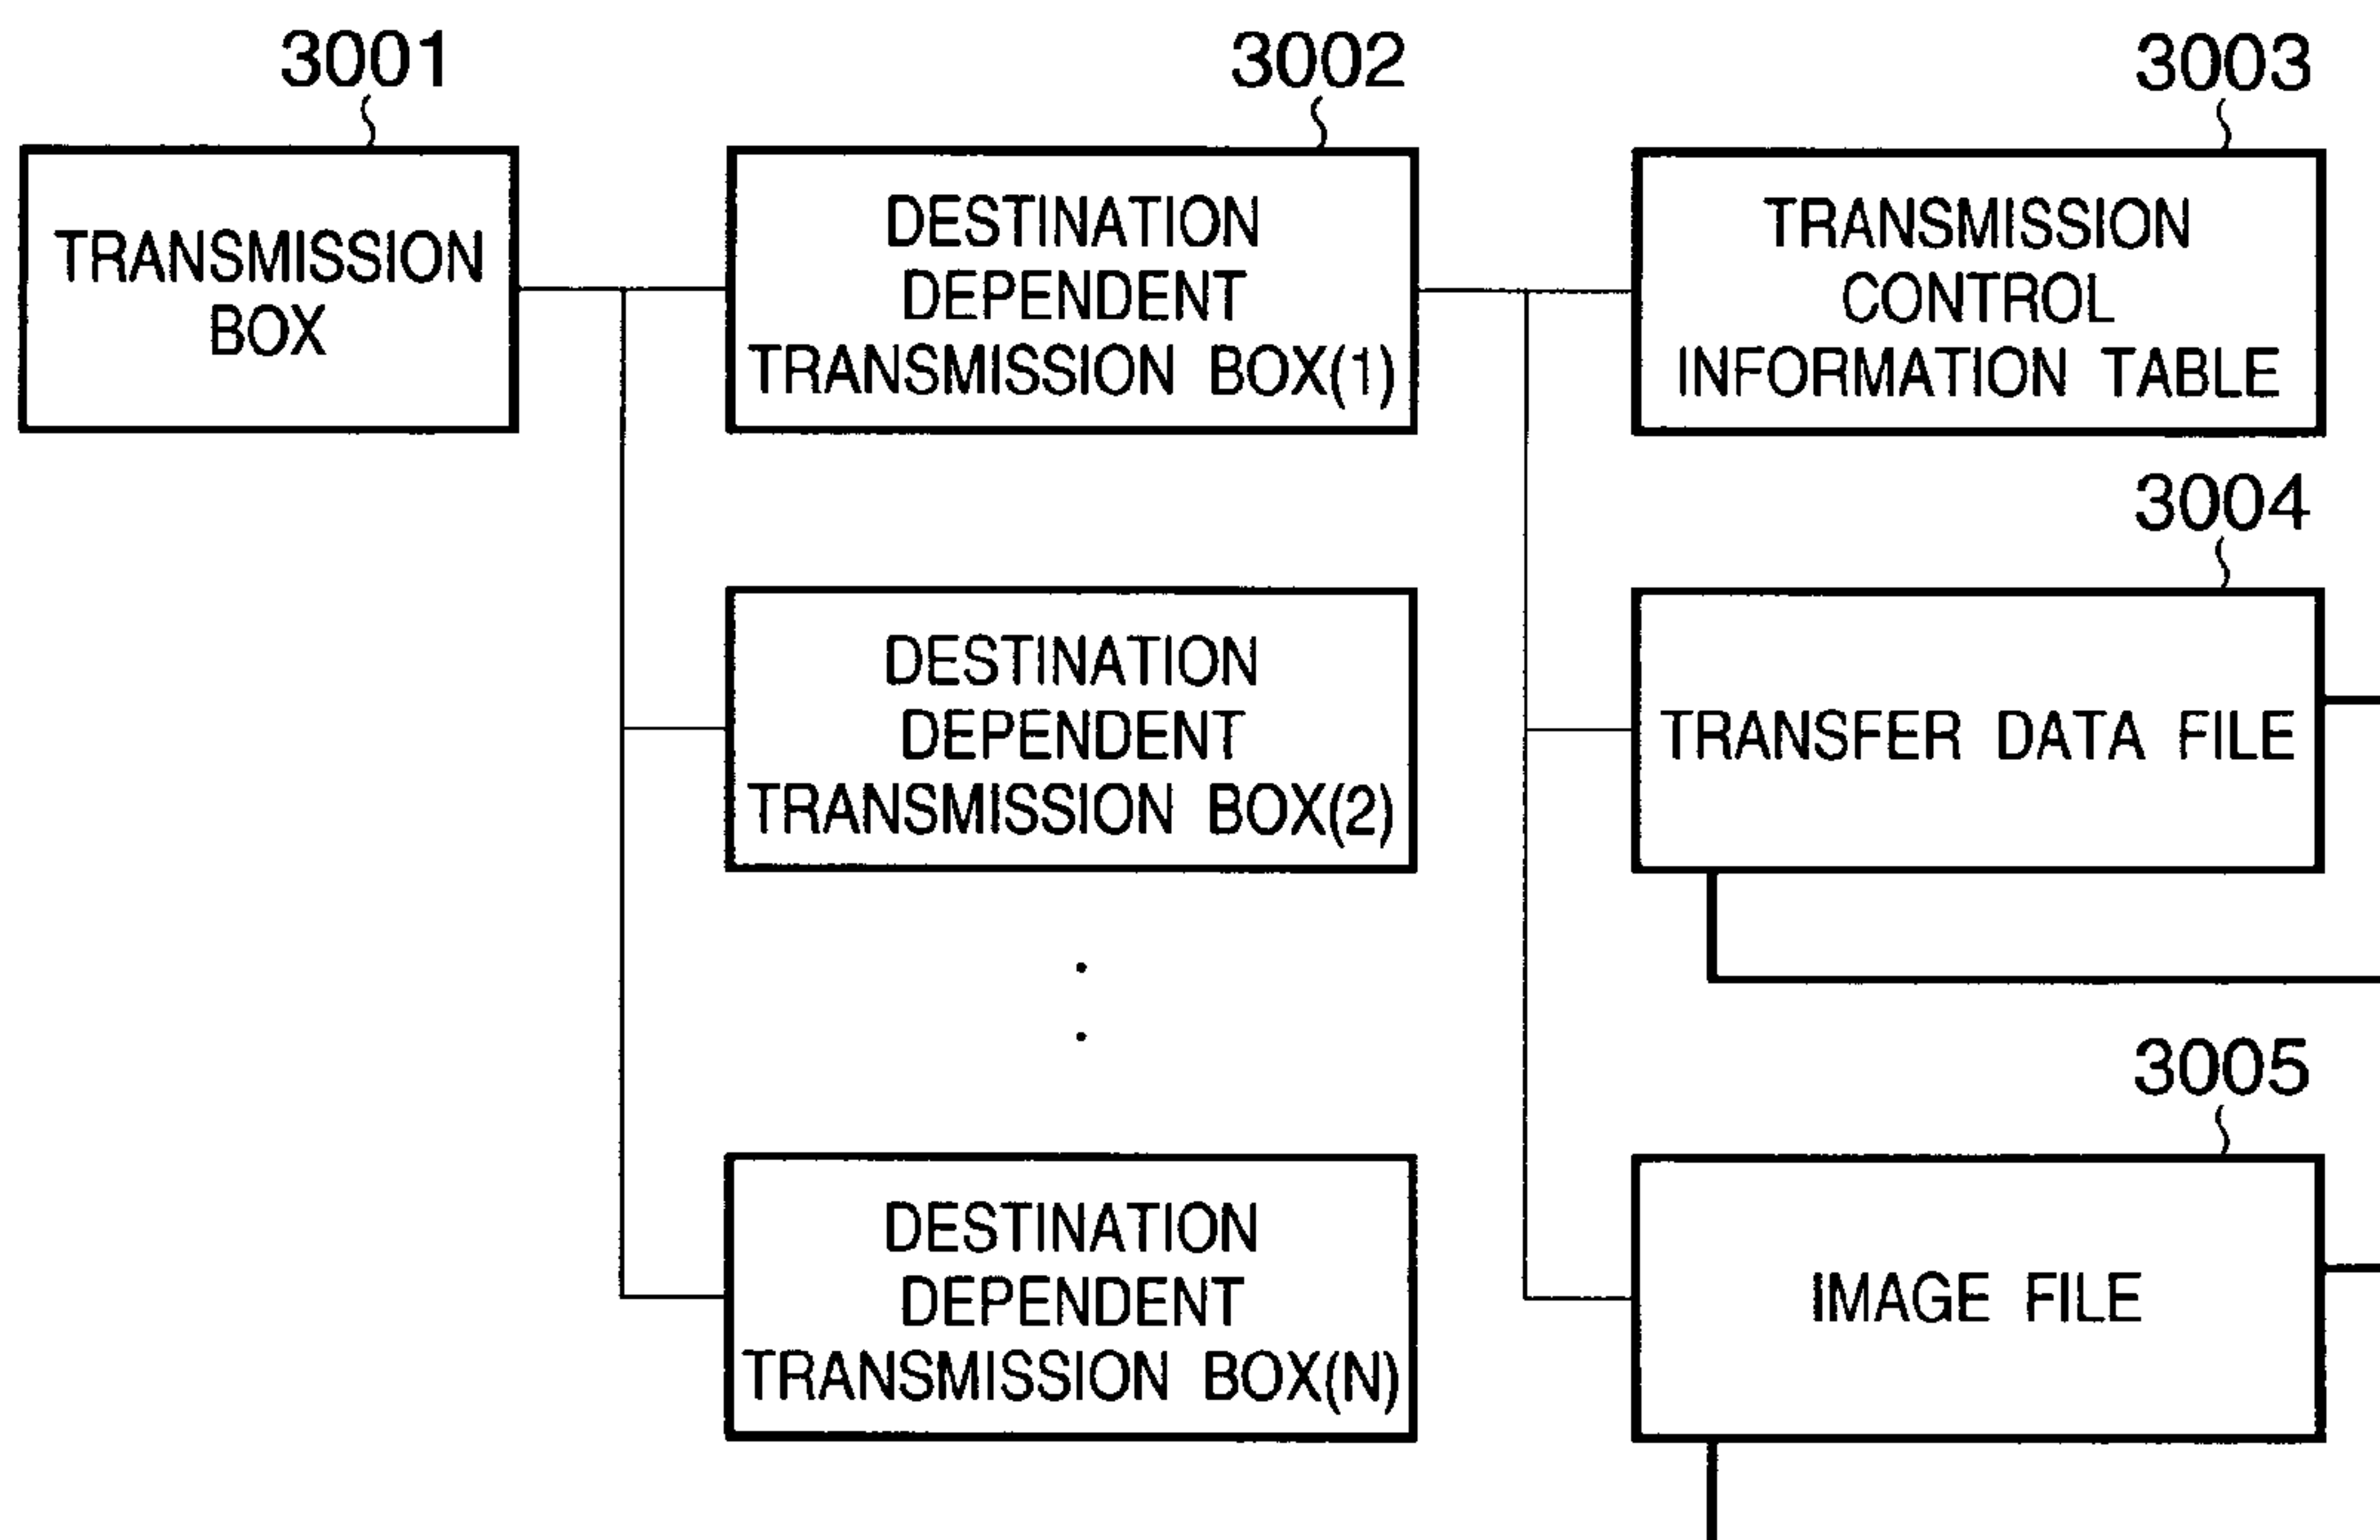 3001
TRANSMISSION
BOX
3002
DESTINATION
DEPENDENT
TRANSMISSION BOX(1)
3003
TRANSMISSION
CONTROL
INFORMATION TABLE
DESTINATION
DEPENDENT
TRANSMISSION BOX(2)
3004
TRANSFER DATA FILE
DESTINATION
DEPENDENT
TRANSMISSION BOX(N)
3005
IMAGE FILE